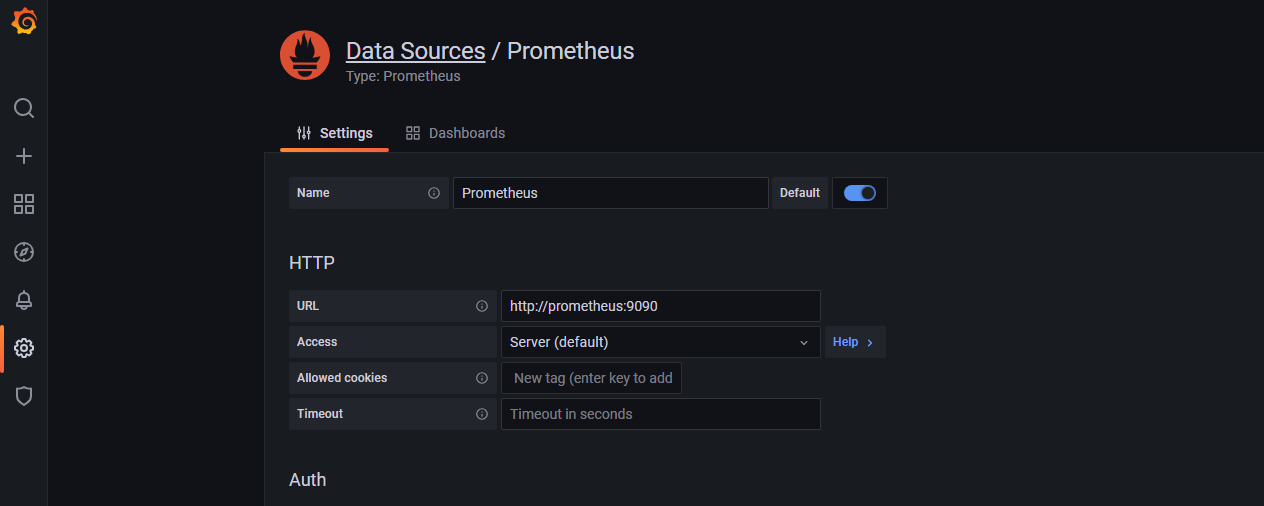 Data Sources / Prometheus
Type: Prometheus
Settings
Dashboards
Name
Prometheus
Default
HTTP
URL
http://prometheus:9090
Access
Server (default)
Help
Allowed cookies
New tag (enter key to add
Timeout
Timeout in seconds
Auth